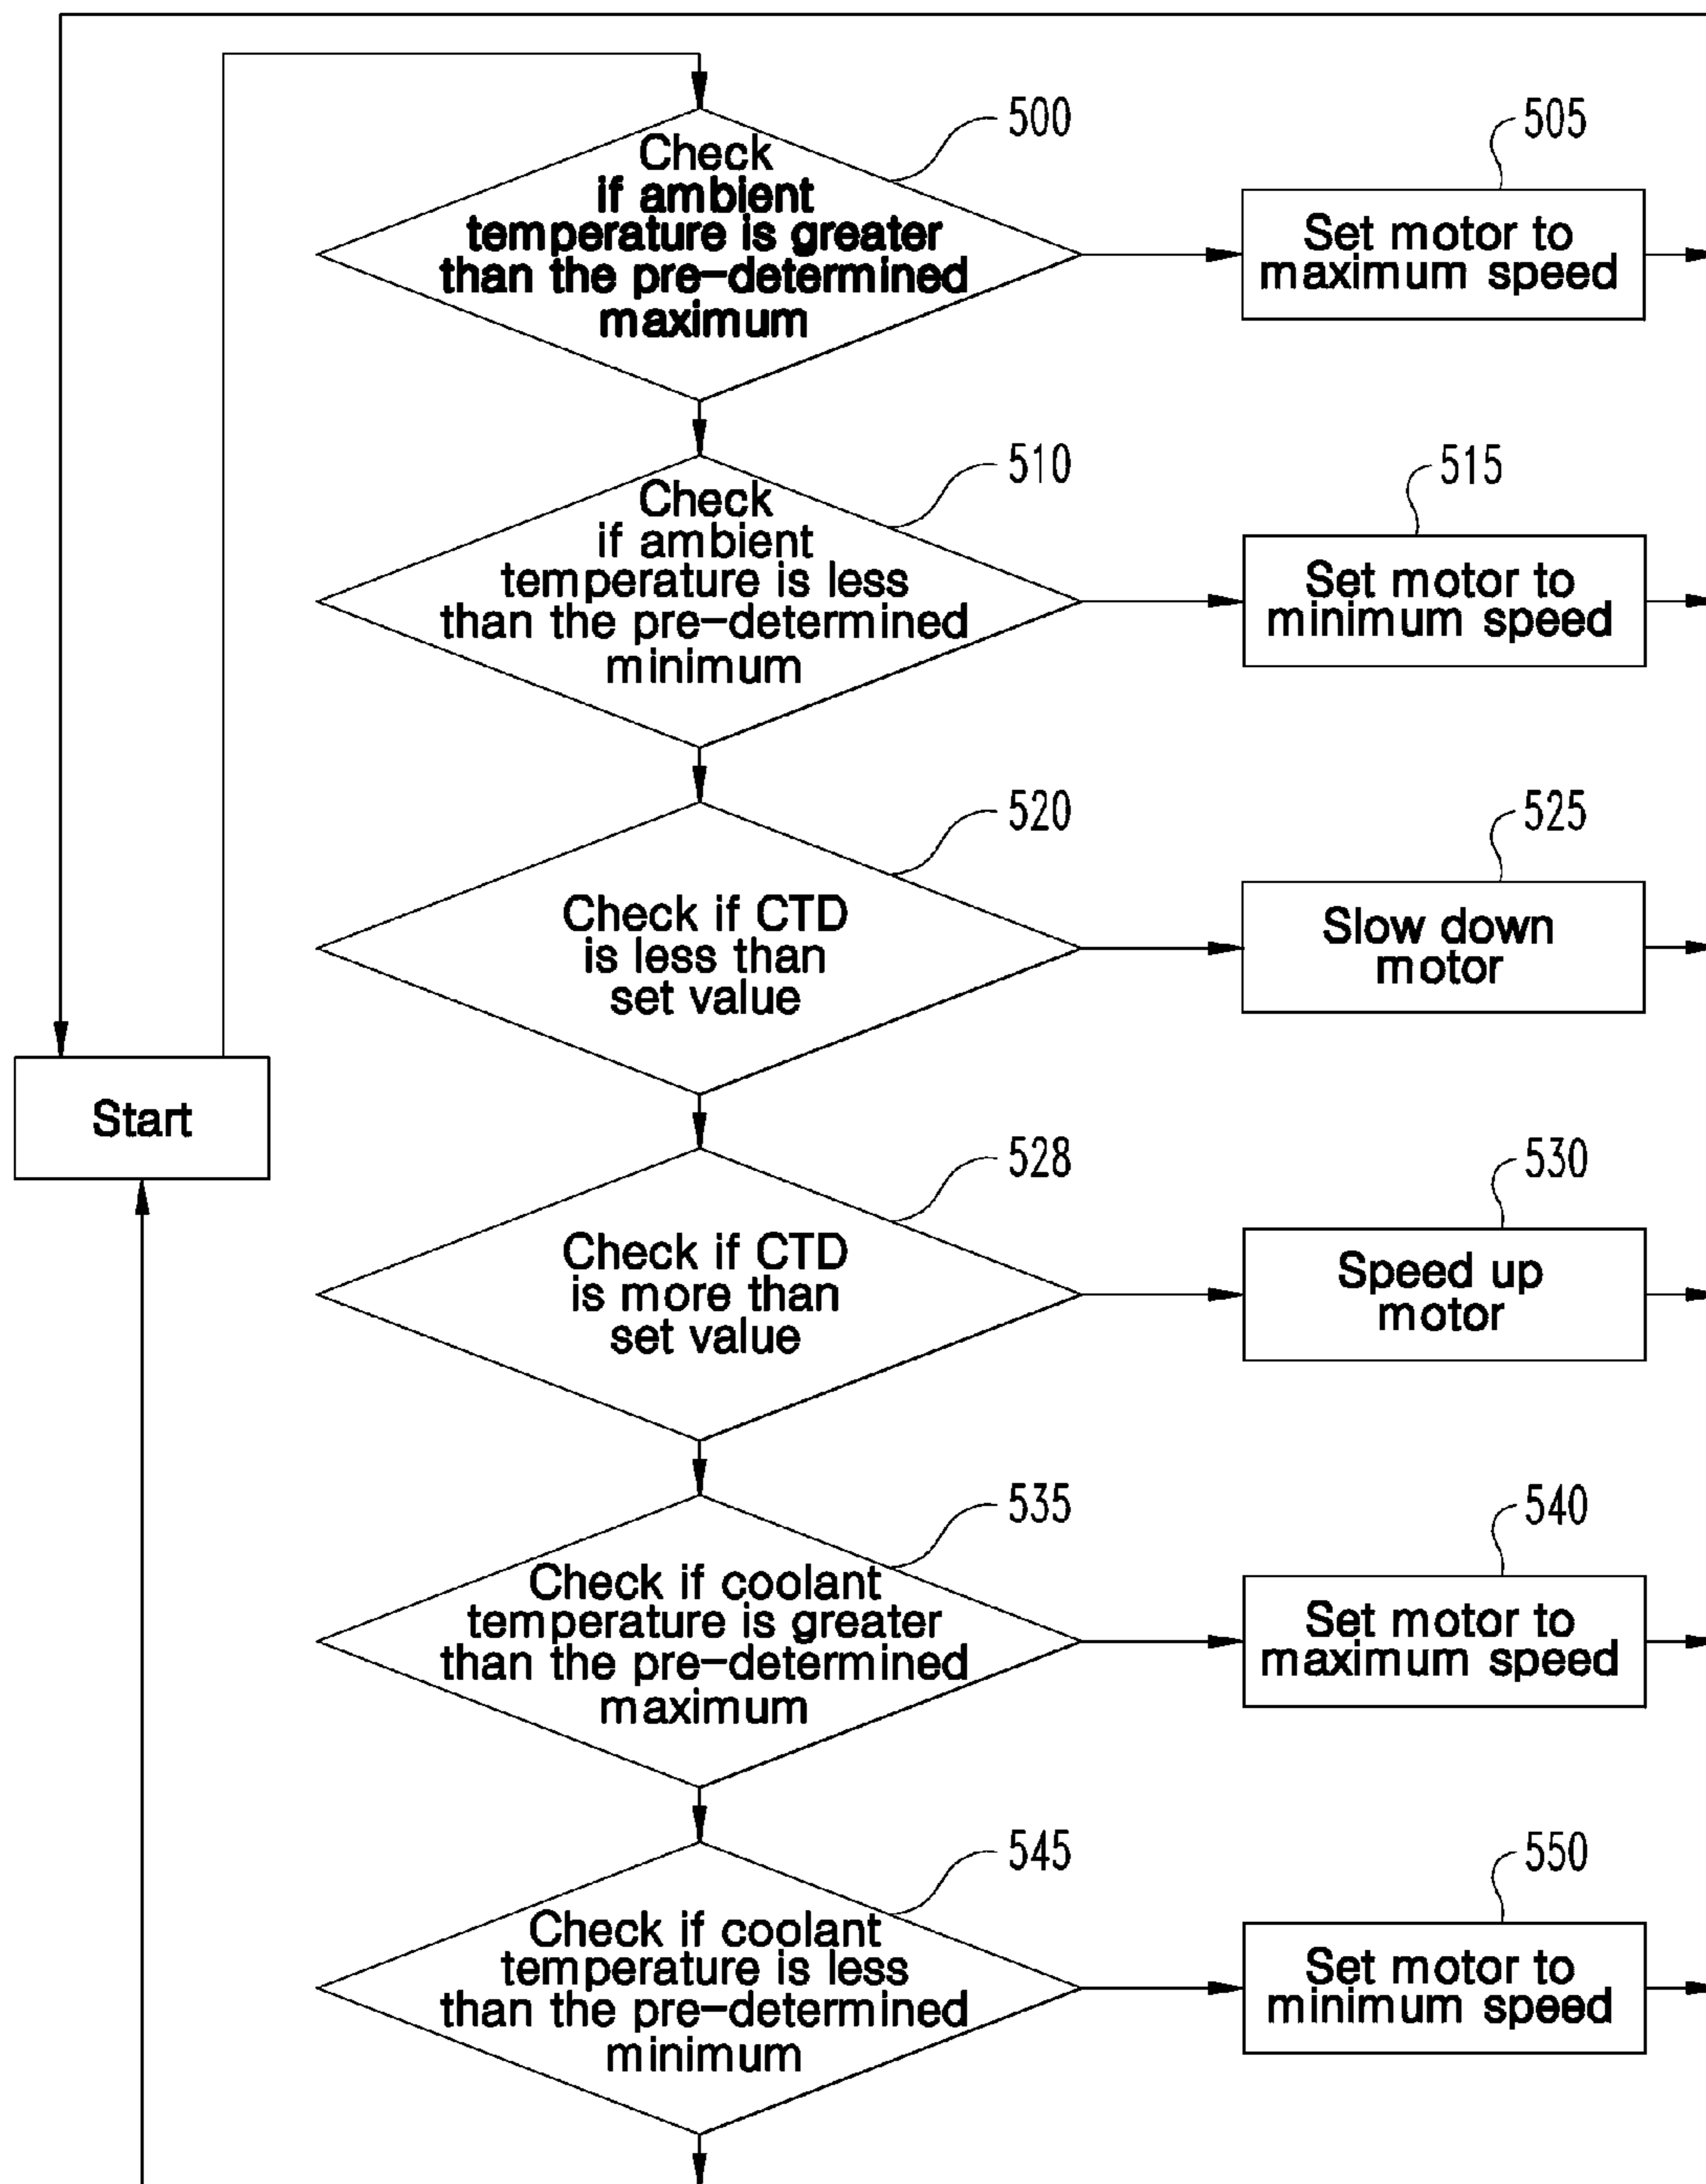 500
Check
if ambient
temperature is greater
than the pre-determined
maximum
505
Set motor to
maximum speed
510
Check
if ambient
temperature is less
than the pre-determined
minimum
515
Set motor to
minimum speed
520
Check if CTD
is less than
set value
525
Slow down
motor
Start
528
Check if CTD
is more than
set value
530
Speed up
motor
535
Check if coolant
temperature is greater
than the pre-determined
maximum
540
Set motor to
maximum speed
545
Check if coolant
temperature is less
than the pre-determined
minimum
550
Set motor to
minimum speed